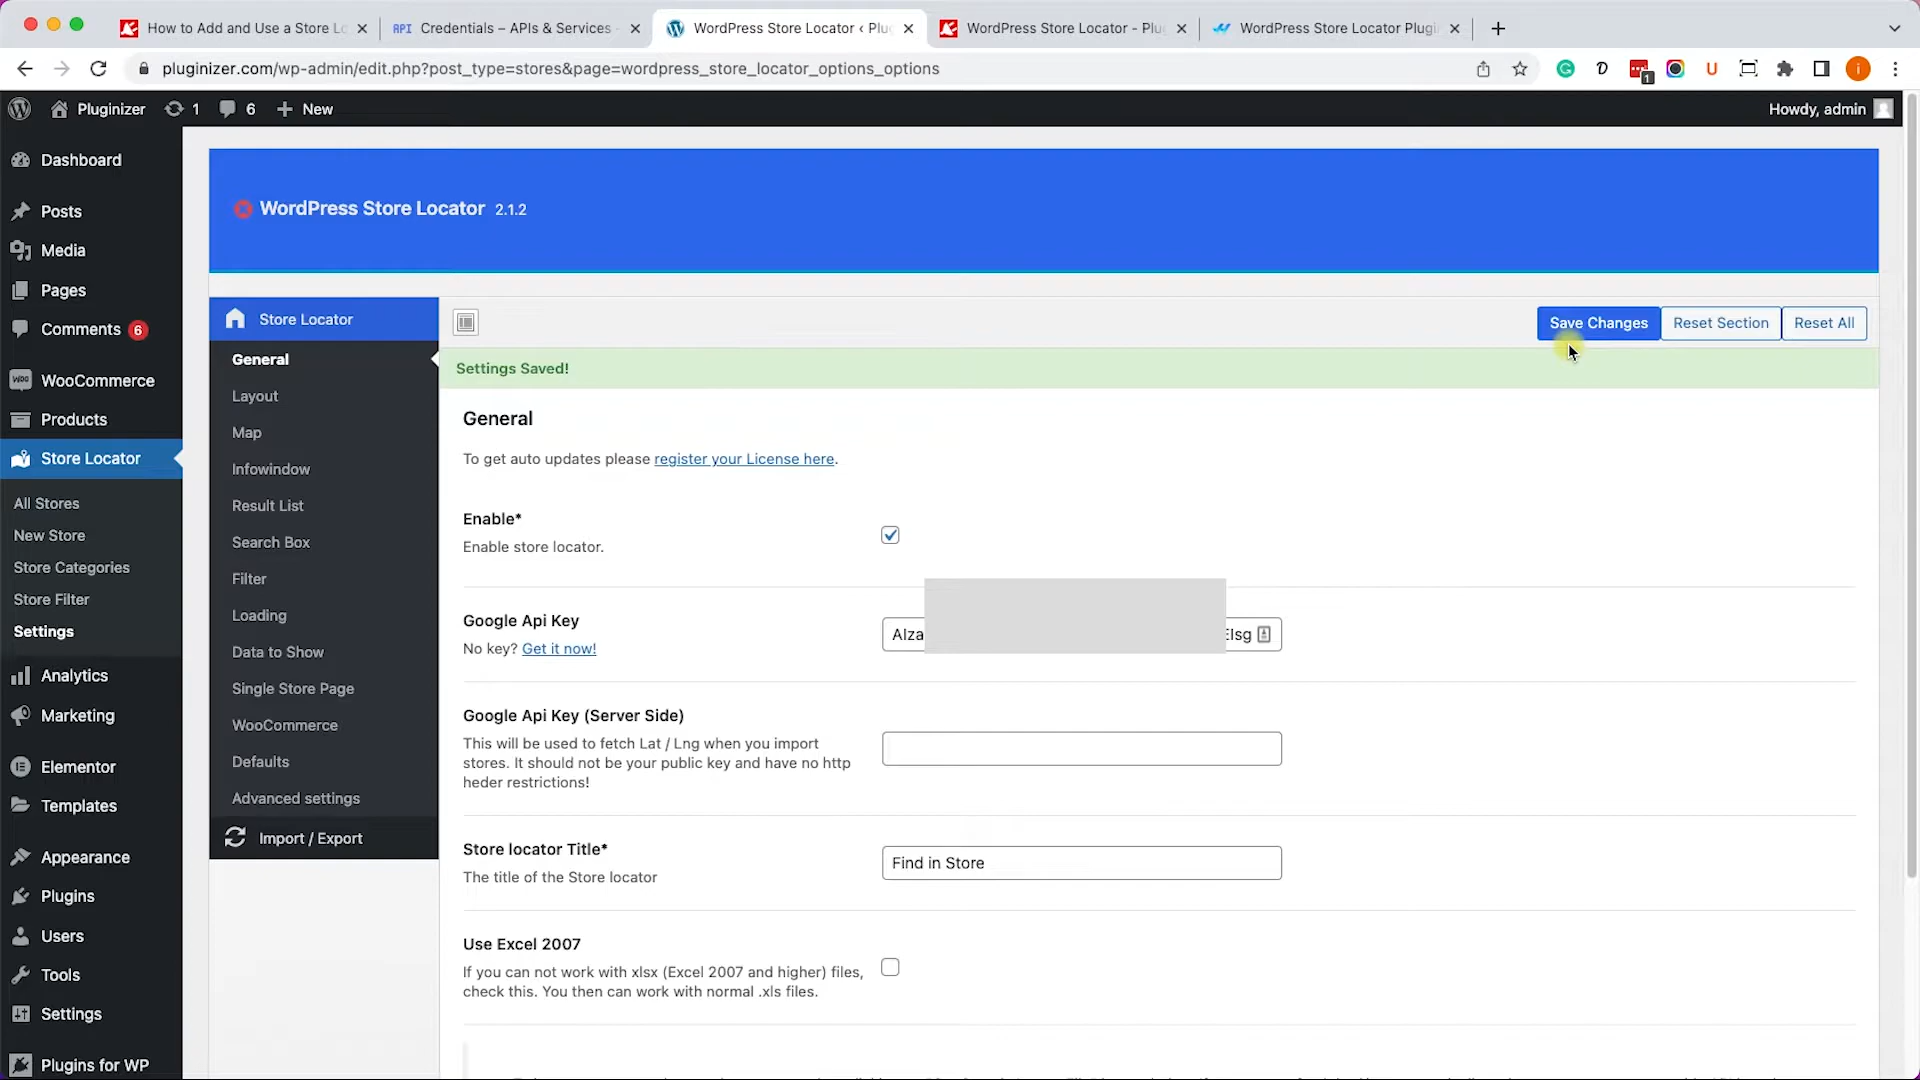 How to Add and Use a Store Lo
API Credentials – APIs & Services
WordPress Store Locator ‹ Plu
WordPress Store Locator - Plu
WordPress Store Locator Plugi
pluginizer.com/wp-admin/edit.php?post_type=stores&page=wordpress_store_locator_options_options
1
Pluginizer 1 6 + New Howdy, admin
Dashboard
Posts
Media
Pages
Comments 6
WooCommerce
Products
Store Locator
All Stores
New Store
Store Categories
Store Filter
Settings
Analytics
Marketing
Elementor
Templates
Appearance
Plugins
Users
Tools
Settings
Plugins for WP
WordPress Store Locator 2.1.2
Store Locator
General
Layout
Map
Infowindow
Result List
Search Box
Filter
Loading
Data to Show
Single Store Page
WooCommerce
Defaults
Advanced settings
Import / Export
Save Changes Reset Section Reset All
Settings Saved!
General
To get auto updates please register your License here.
Enable*
Enable store locator.
Google Api Key
No key? Get it now!
AIza
Elsg
Google Api Key (Server Side)
This will be used to fetch Lat / Lng when you import
stores. It should not be your public key and have no http
heder restrictions!
Store locator Title*
The title of the Store locator
Find in Store
Use Excel 2007
If you can not work with xlsx (Excel 2007 and higher) files,
check this. You then can work with normal .xls files.